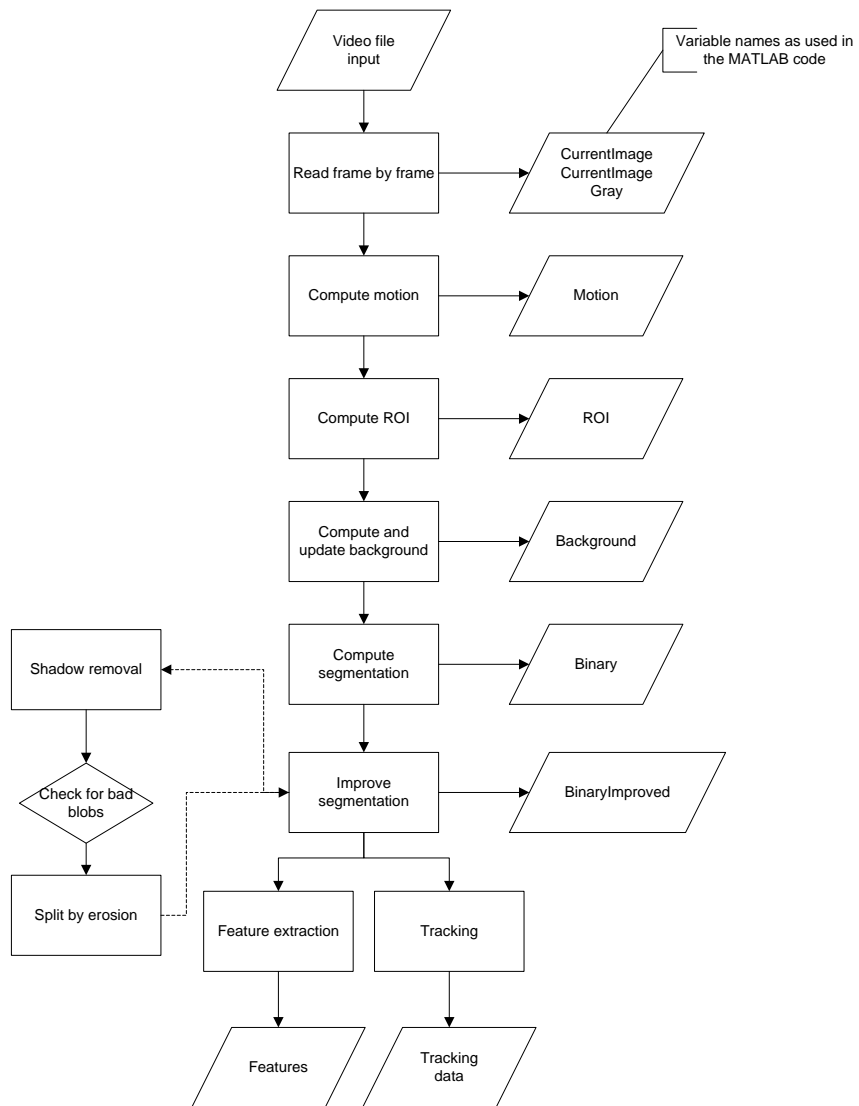 Video file
input
Variable names as used in
the MATLAB code
Read frame by frame
CurrentImage
CurrentImage
Gray
Compute motion
Motion
Compute ROI
ROI
Compute and
update background
Background
Compute
segmentation
Binary
Shadow removal
Improve
segmentation
BinaryImproved
Check for bad
blobs
Split by erosion
Feature extraction
Tracking
Features
Tracking
data